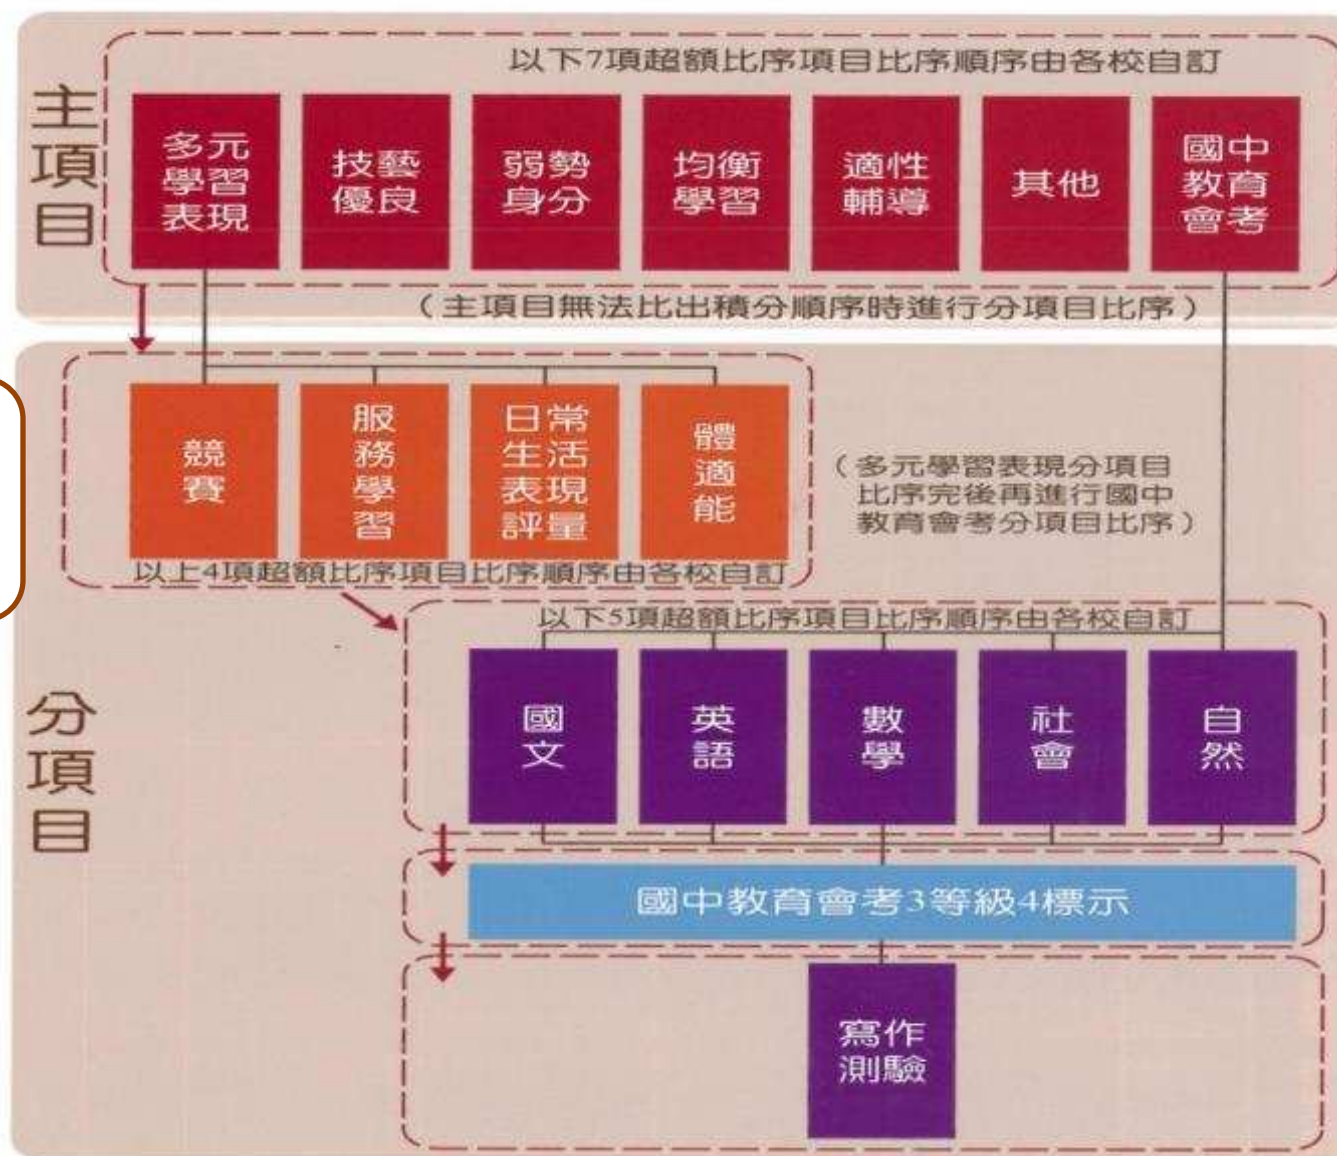 主項目
以下7項超額比序項目比序順序由各校自訂
多元
學習
表現
技藝
優良
弱勢
身分
均衡
學習
適性
輔導
其他
國中
教育
會考
（主項目無法比出積分順序時進行分項目比序）
分項目
競賽
服務學習
日常
生活
表現
評量
體適能
（多元學習表現分項目
比序完後再進行國中
教育會考分項目比序）
以上4項超額比序項目比序順序由各校自訂
以下5項超額比序項目比序順序由各校自訂
國文
英語
數學
社會
自然
國中教育會考3等級4標示
寫作
測驗